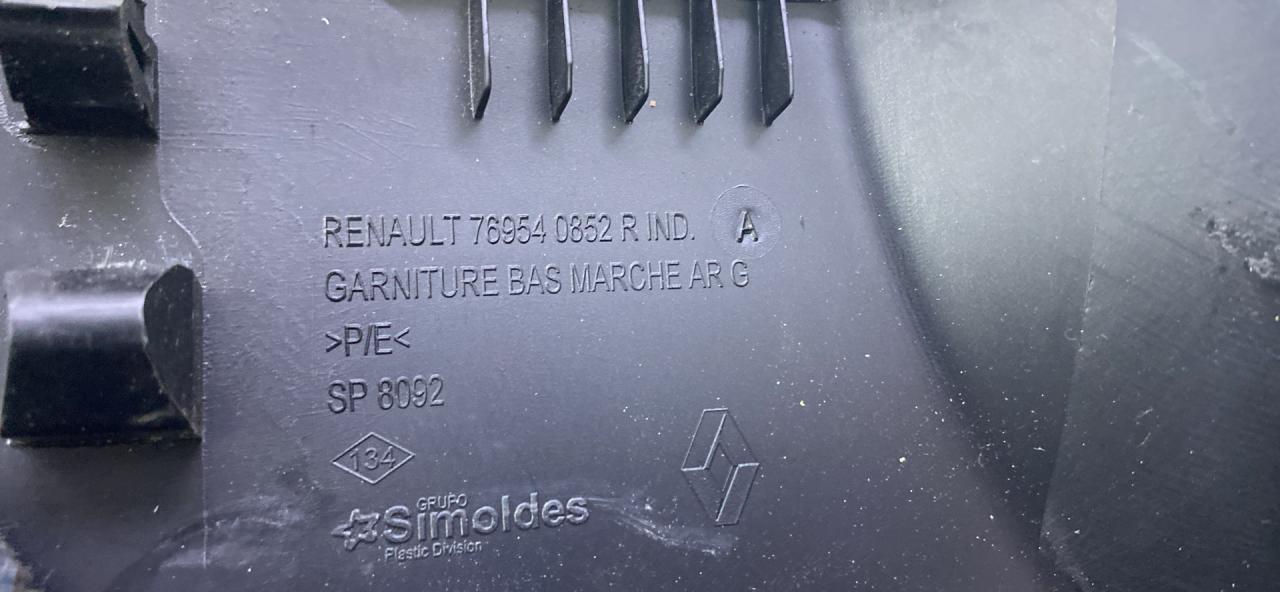 RENAULT 76954 0852 R IND. A
GARNITURE BAS MARCHE AR G
>P/E<
SP 8092
134
GRUPO
Simoldes
Plastic Division